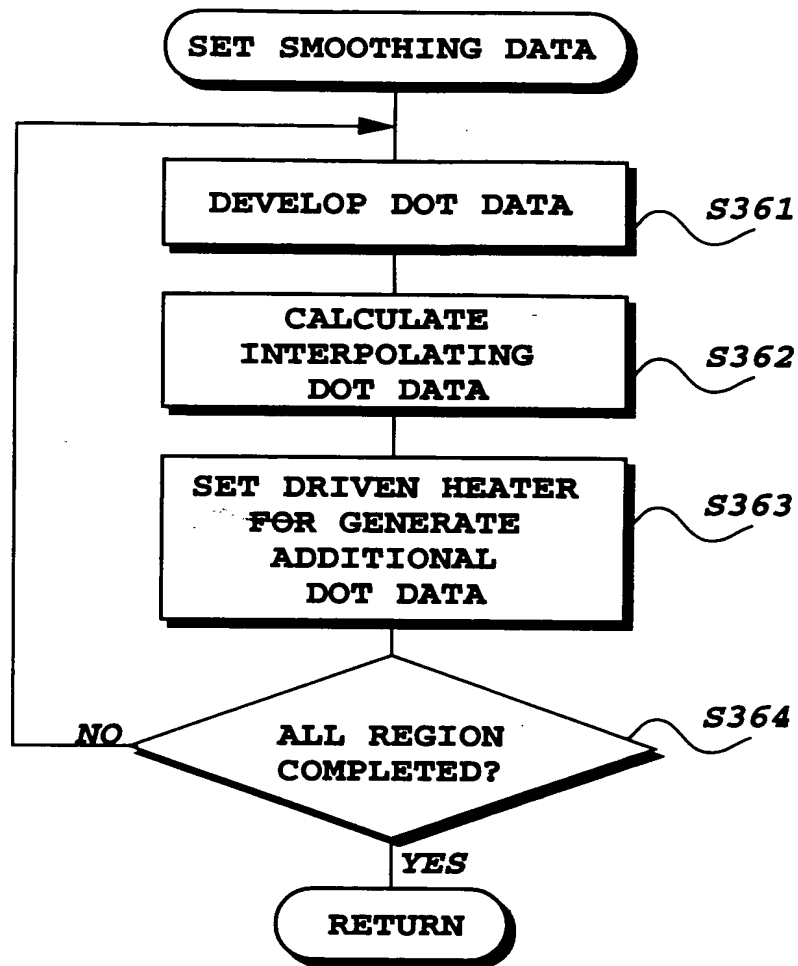 SET SMOOTHING DATA
DEVELOP DOT DATA
S361
CALCULATE
INTERPOLATING
DOT DATA
S362
SET DRIVEN HEATER
FOR GENERATE
ADDITIONAL
DOT DATA
S363
ALL REGION
COMPLETED?
S364
NO
YES
RETURN